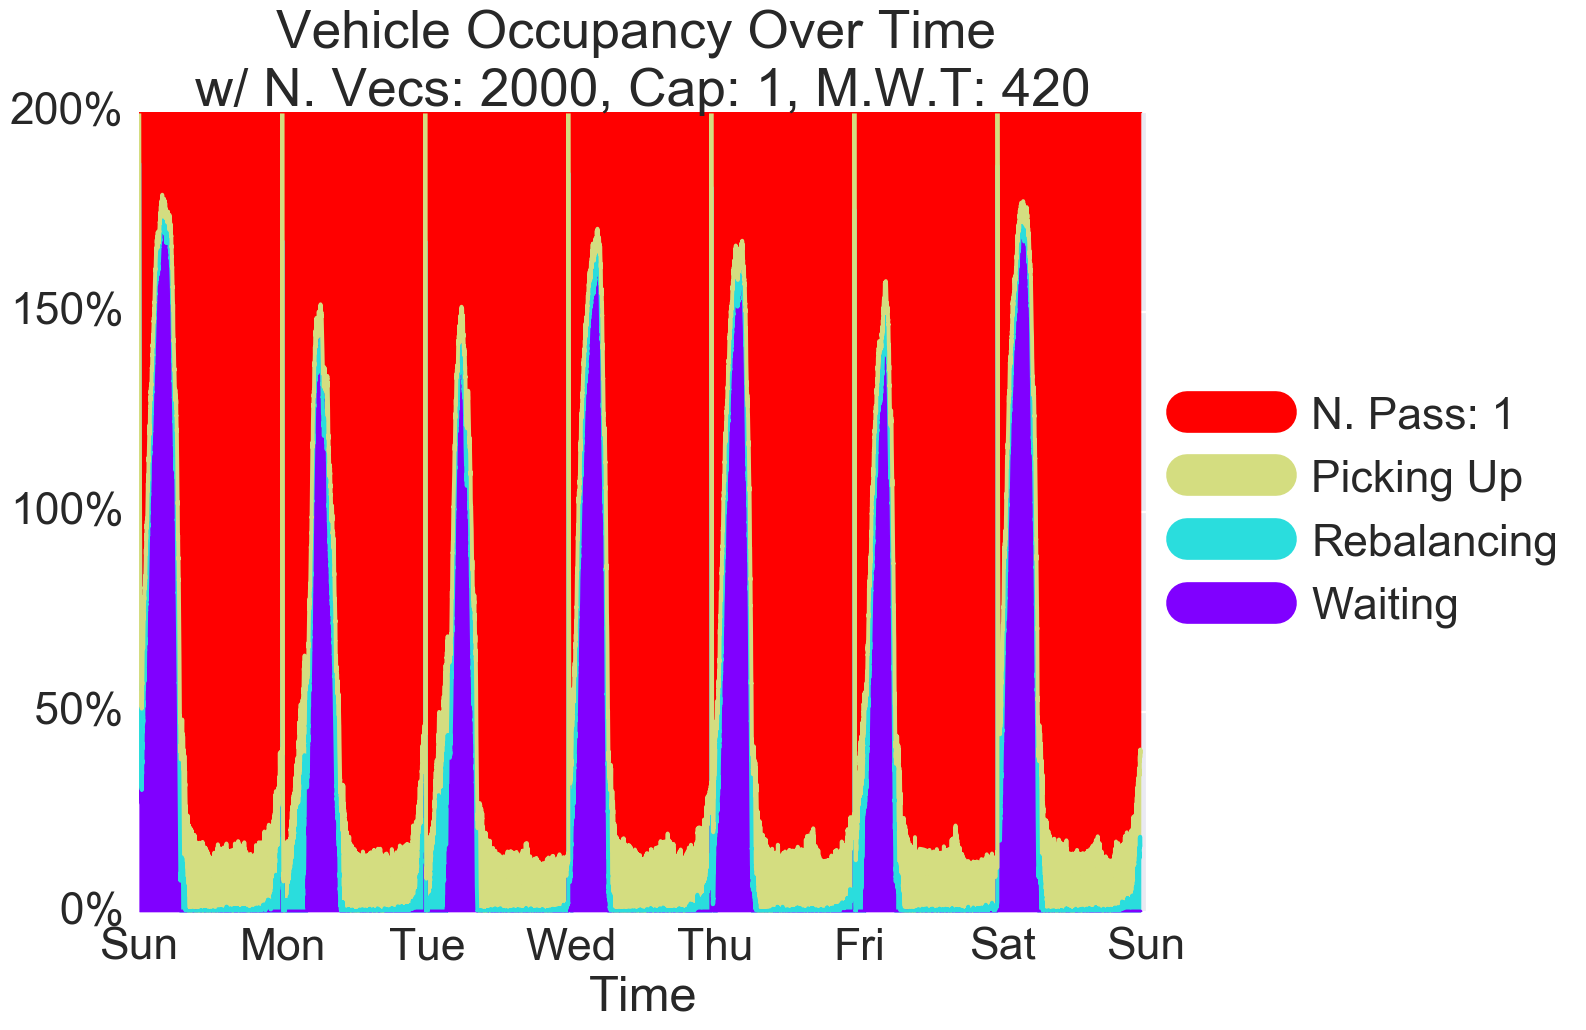 Vehicle Occupancy Over Time
w/ N. Vecs: 2000, Cap: 1, M.W.T: 420
200%
150%
100%
50%
0%
Sun Mon Tue Wed Thu Fri Sat Sun
Time
N. Pass: 1
Picking Up
Rebalancing
Waiting